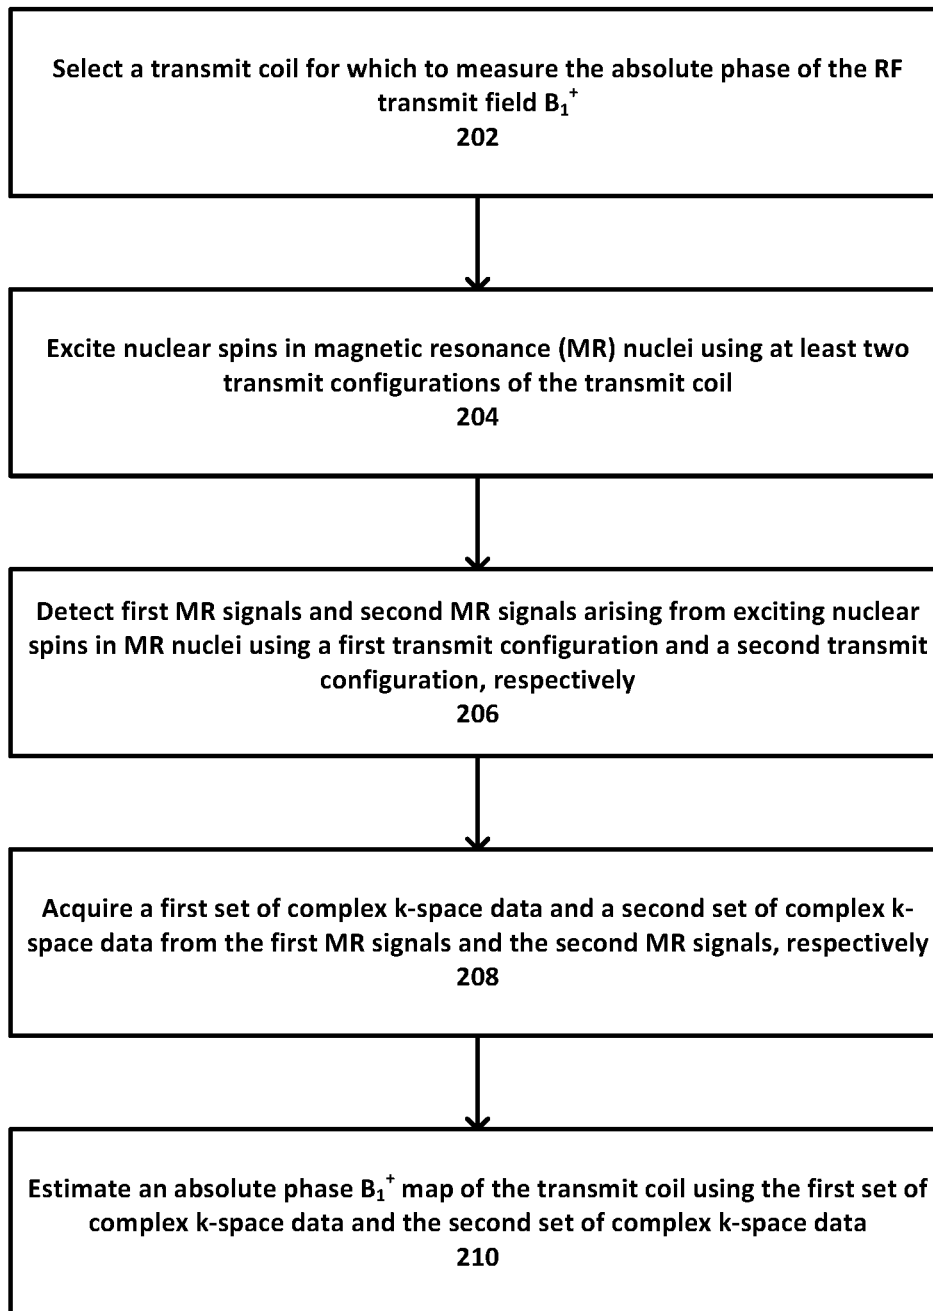 Select a transmit coil for which to measure the absolute phase of the RF
transmit field B₁⁺
202
Excite nuclear spins in magnetic resonance (MR) nuclei using at least two
transmit configurations of the transmit coil
204
Detect first MR signals and second MR signals arising from exciting nuclear
spins in MR nuclei using a first transmit configuration and a second transmit
configuration, respectively
206
Acquire a first set of complex k-space data and a second set of complex k-
space data from the first MR signals and the second MR signals, respectively
208
Estimate an absolute phase B₁⁺ map of the transmit coil using the first set of
complex k-space data and the second set of complex k-space data
210